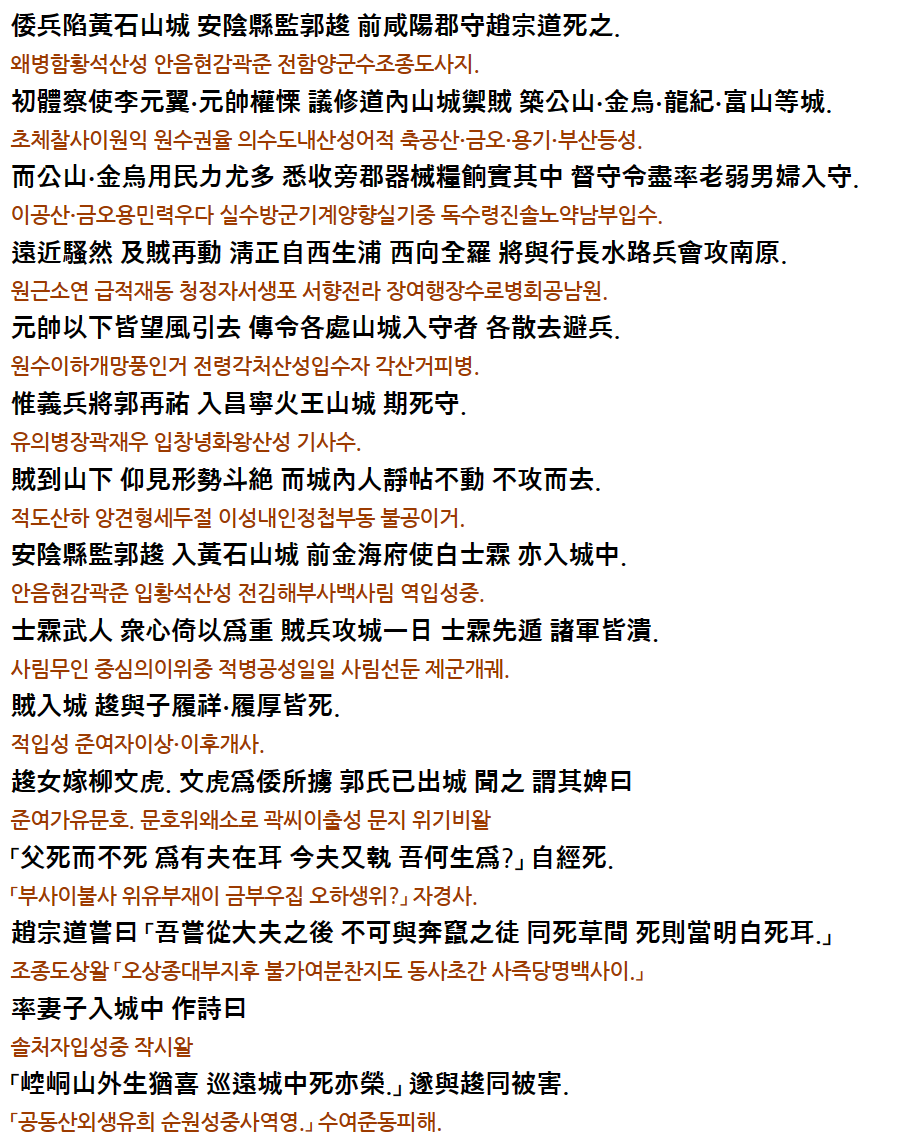 倭兵陷黃石山城 安陰縣監郭䞭 前咸陽郡守趙宗道死之.
왜병함황석산성 안음현감곽준 전함양군수조종도사지.
初體察使李元翼·元帥權慄 議修道內山城禦賊 築公山·金烏·龍紀·富山等城.
초체찰사이원익 원수권율 의수도내산성어적 축공산·금오·용기·부산등성.
而公山·金烏用民力尤多 悉收旁郡器械糧餉實其中 督守令盡率老弱男婦入守.
이공산·금오용민력우다 실수방군기계양향실기중 독수령진솔노약남부입수.
遠近騷然 及賊再動 淸正自西生浦 西向全羅 將與行長水路兵會攻南原.
원근소연 급적재동 청정자서생포 서향전라 장여행장수로병회공남원.
元帥以下皆望風引去 傳令各處山城入守者 各散去避兵.
원수이하개망풍인거 전령각처산성입수자 각산거피병.
惟義兵將郭再祐 入昌寧火王山城 期死守.
유의병장곽재우 입창녕화왕산성 기사수.
賊到山下 仰見形勢斗絶 而城內人靜帖不動 不攻而去.
적도산하 앙견형세두절 이성내인정첩부동 불공이거.
安陰縣監郭䞭 入黃石山城 前金海府使白士霖 亦入城中.
안음현감곽준 입황석산성 전김해부사백사림 역입성중.
士霖武人 衆心倚以爲重 賊兵攻城一日 士霖先遁 諸軍皆潰.
사림무인 중심의이위중 적병공성일일 사림선둔 제군개궤.
賊入城 䞭與子履祥·履厚皆死.
적입성 준여자이상·이후개사.
䞭女嫁柳文虎. 文虎爲倭所擄 郭氏已出城 聞之 謂其婢曰
준여가유문호. 문호위왜소로 곽씨이출성 문지 위기비왈
「父死而不死 爲有夫在耳 今夫又執 吾何生爲?」 自經死.
「부사이불사 위유부재이 금부우집 오하생위?」 자경사.
趙宗道嘗曰 「吾嘗從大夫之後 不可與奔竄之徒 同死草間 死則當明白死耳.」
조종도상왈 「오상종대부지후 불가여분찬지도 동사초간 사즉당명백사이.」
率妻子入城中 作詩曰
솔처자입성중 작시왈
「崆峒山外生猶喜 巡遠城中死亦榮.」 遂與䞭同被害.
「공동산외생유희 순원성중사역영.」 수여준동피해.